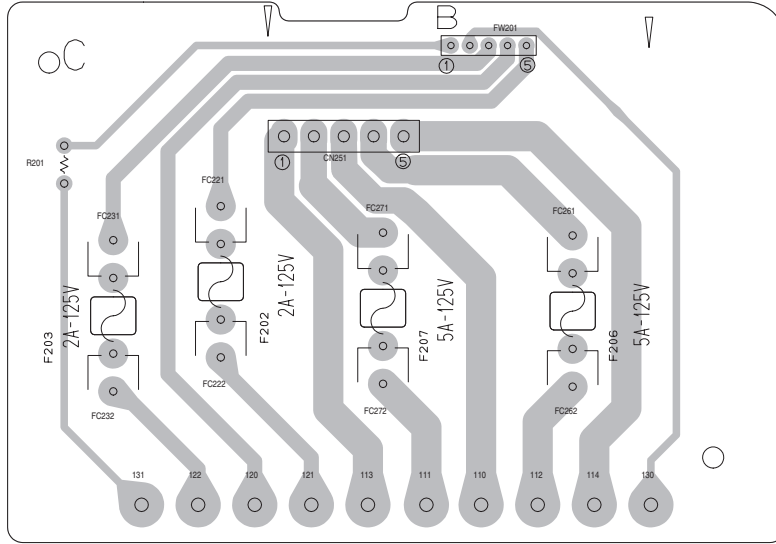 B
FW201
C
①
⑤
R201
CN251
①
⑤
FC221
FC231
FC271
FC261
F203
2A-125V
F202
2A-125V
F207
5A-125V
F206
5A-125V
FC222
FC232
FC272
FC262
131
122
120
121
113
111
110
112
114
130